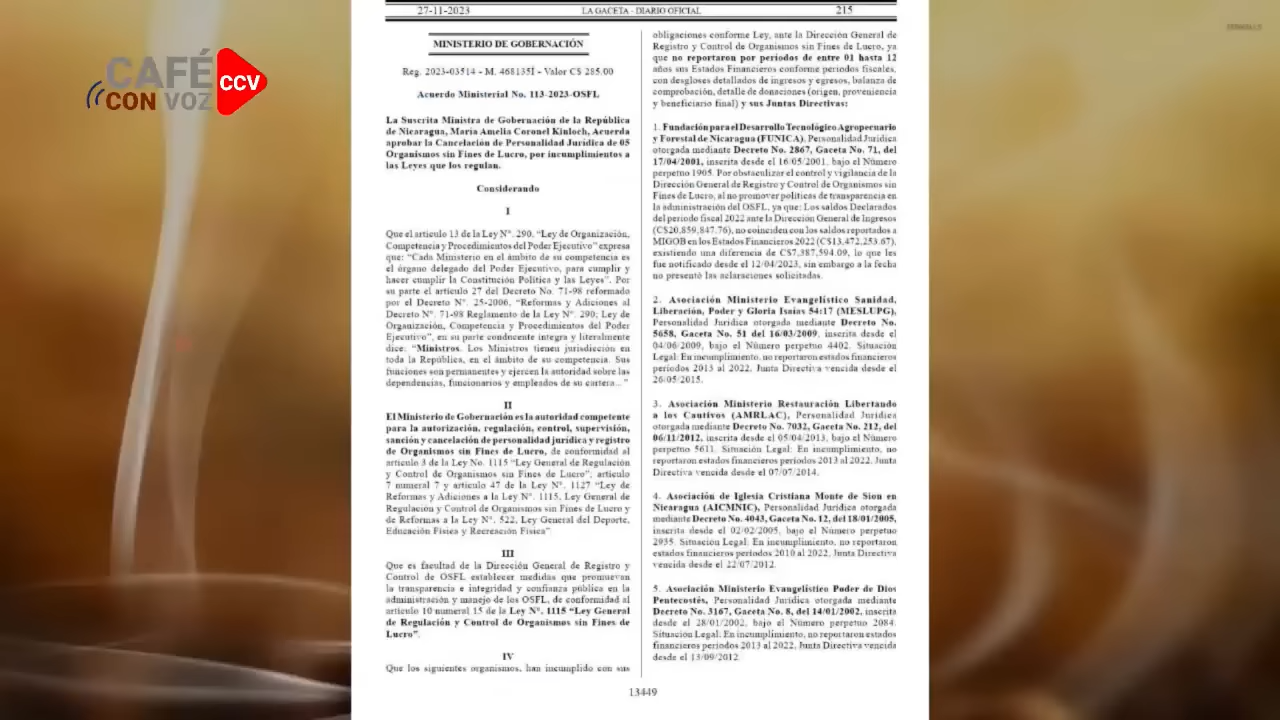 27-11-2023 LA GACETA - DIARIO OFICIAL 215
CAFÉ
CON VOZ
CCV
MINISTERIO DE GOBERNACIÓN
Reg. 2023-03514 - M. 468135I - Valor C$ 285.00
Acuerdo Ministerial No. 113-2023-OSFL
La Suscrita Ministra de Gobernación de la República
de Nicaragua, María Amelia Coronel Kinloch, Acuerda
aprobar la Cancelación de Personalidad Jurídica de 05
Organismos sin Fines de Lucro, por incumplimientos a
las Leyes que los regulan.
Considerando
I
Que el artículo 13 de la Ley Nº. 290, "Ley de Organización,
Competencia y Procedimientos del Poder Ejecutivo" expresa
que: "Cada Ministerio en el ámbito de su competencia es
el órgano delegado del Poder Ejecutivo, para cumplir y
hacer cumplir la Constitución Política y las Leyes". Por
su parte el artículo 27 del Decreto No. 71-98 reformado
por el Decreto Nº. 25-2006, "Reformas y Adiciones al
Decreto Nº. 71-98 Reglamento de la Ley Nº. 290; Ley de
Organización, Competencia y Procedimientos del Poder
Ejecutivo", en su parte conducente íntegra y literalmente
dice: "Ministros. Los Ministros tienen jurisdicción en
toda la República, en el ámbito de su competencia. Sus
funciones son permanentes y ejercen la autoridad sobre las
dependencias, funcionarios y empleados de su cartera..."
II
El Ministerio de Gobernación es la autoridad competente
para la autorización, regulación, control, supervisión,
sanción y cancelación de personalidad jurídica y registro
de Organismos sin Fines de Lucro, de conformidad al
artículo 3 de la Ley No. 1115 "Ley General de Regulación
y Control de Organismos sin Fines de Lucro"; artículo
7 numeral 7 y artículo 47 de la Ley Nº. 1127 "Ley de
Reformas y Adiciones a la Ley Nº. 1115, Ley General de
Regulación y Control de Organismos sin Fines de Lucro y
de Reformas a la Ley Nº. 522, Ley General del Deporte,
Educación Física y Recreación Física"
III
Que es facultad de la Dirección General de Registro y
Control de OSFL establecer medidas que promuevan
la transparencia e integridad y confianza pública en la
administración y manejo de los OSFL, de conformidad al
artículo 10 numeral 15 de la Ley Nº. 1115 "Ley General
de Regulación y Control de Organismos sin Fines de
Lucro".
IV
Que los siguientes organismos, han incumplido con sus
obligaciones conforme Ley, ante la Dirección General de
Registro y Control de Organismos sin Fines de Lucro, ya
que no reportaron por períodos de entre 01 hasta 12
años sus Estados Financieros conforme períodos fiscales,
con desgloses detallados de ingresos y egresos, balanza de
comprobación, detalle de donaciones (origen, proveniencia
y beneficiario final) y sus Juntas Directivas:
1. Fundación para el Desarrollo Tecnológico Agropecuario
y Forestal de Nicaragua (FUNICA), Personalidad Jurídica
otorgada mediante Decreto No. 2867, Gaceta No. 71, del
17/04/2001, inscrita desde el 16/05/2001, bajo el Número
perpetuo 1905. Por obstaculizar el control y vigilancia de la
Dirección General de Registro y Control de Organismos sin
Fines de Lucro, al no promover políticas de transparencia en
la administración del OSFL, ya que: Los saldos Declarados
del período fiscal 2022 ante la Dirección General de Ingresos
(C$20,859,847.76), no coinciden con los saldos reportados a
MIGOB en los Estados Financieros 2022 (C$13,472,253.67),
existiendo una diferencia de C$7,387,594.09, lo que les
fue notificado desde el 12/04/2023, sin embargo a la fecha
no presentó las aclaraciones solicitadas.
2. Asociación Ministerio Evangelístico Sanidad,
Liberación, Poder y Gloria Isaías 54:17 (MESLUPG),
Personalidad Jurídica otorgada mediante Decreto No.
5658, Gaceta No. 51 del 16/03/2009, inscrita desde el
04/06/2009, bajo el Número perpetuo 4402. Situación
Legal: En incumplimiento, no reportaron estados financieros
períodos 2013 al 2022. Junta Directiva vencida desde el
26/05/2015.
3. Asociación Ministerio Restauración Libertando
a los Cautivos (AMRLAC), Personalidad Jurídica
otorgada mediante Decreto No. 7032, Gaceta No. 212, del
06/11/2012, inscrita desde el 05/04/2013, bajo el Número
perpetuo 5611. Situación Legal: En incumplimiento, no
reportaron estados financieros períodos 2013 al 2022. Junta
Directiva vencida desde el 07/07/2014.
4. Asociación de Iglesia Cristiana Monte de Sion en
Nicaragua (AICMNIC), Personalidad Jurídica otorgada
mediante Decreto No. 4043, Gaceta No. 12, del 18/01/2005,
inscrita desde el 02/02/2005, bajo el Número perpetuo
2955. Situación Legal: En incumplimiento, no reportaron
estados financieros períodos 2010 al 2022. Junta Directiva
vencida desde el 22/07/2012.
5. Asociación Ministerio Evangelístico Poder de Dios
Pentecostés, Personalidad Jurídica otorgada mediante
Decreto No. 3167, Gaceta No. 8, del 14/01/2002, inscrita
desde el 28/01/2002, bajo el Número perpetuo 2084.
Situación Legal: En incumplimiento, no reportaron estados
financieros períodos 2013 al 2022, Junta Directiva vencida
desde el 13/09/2012.
13449